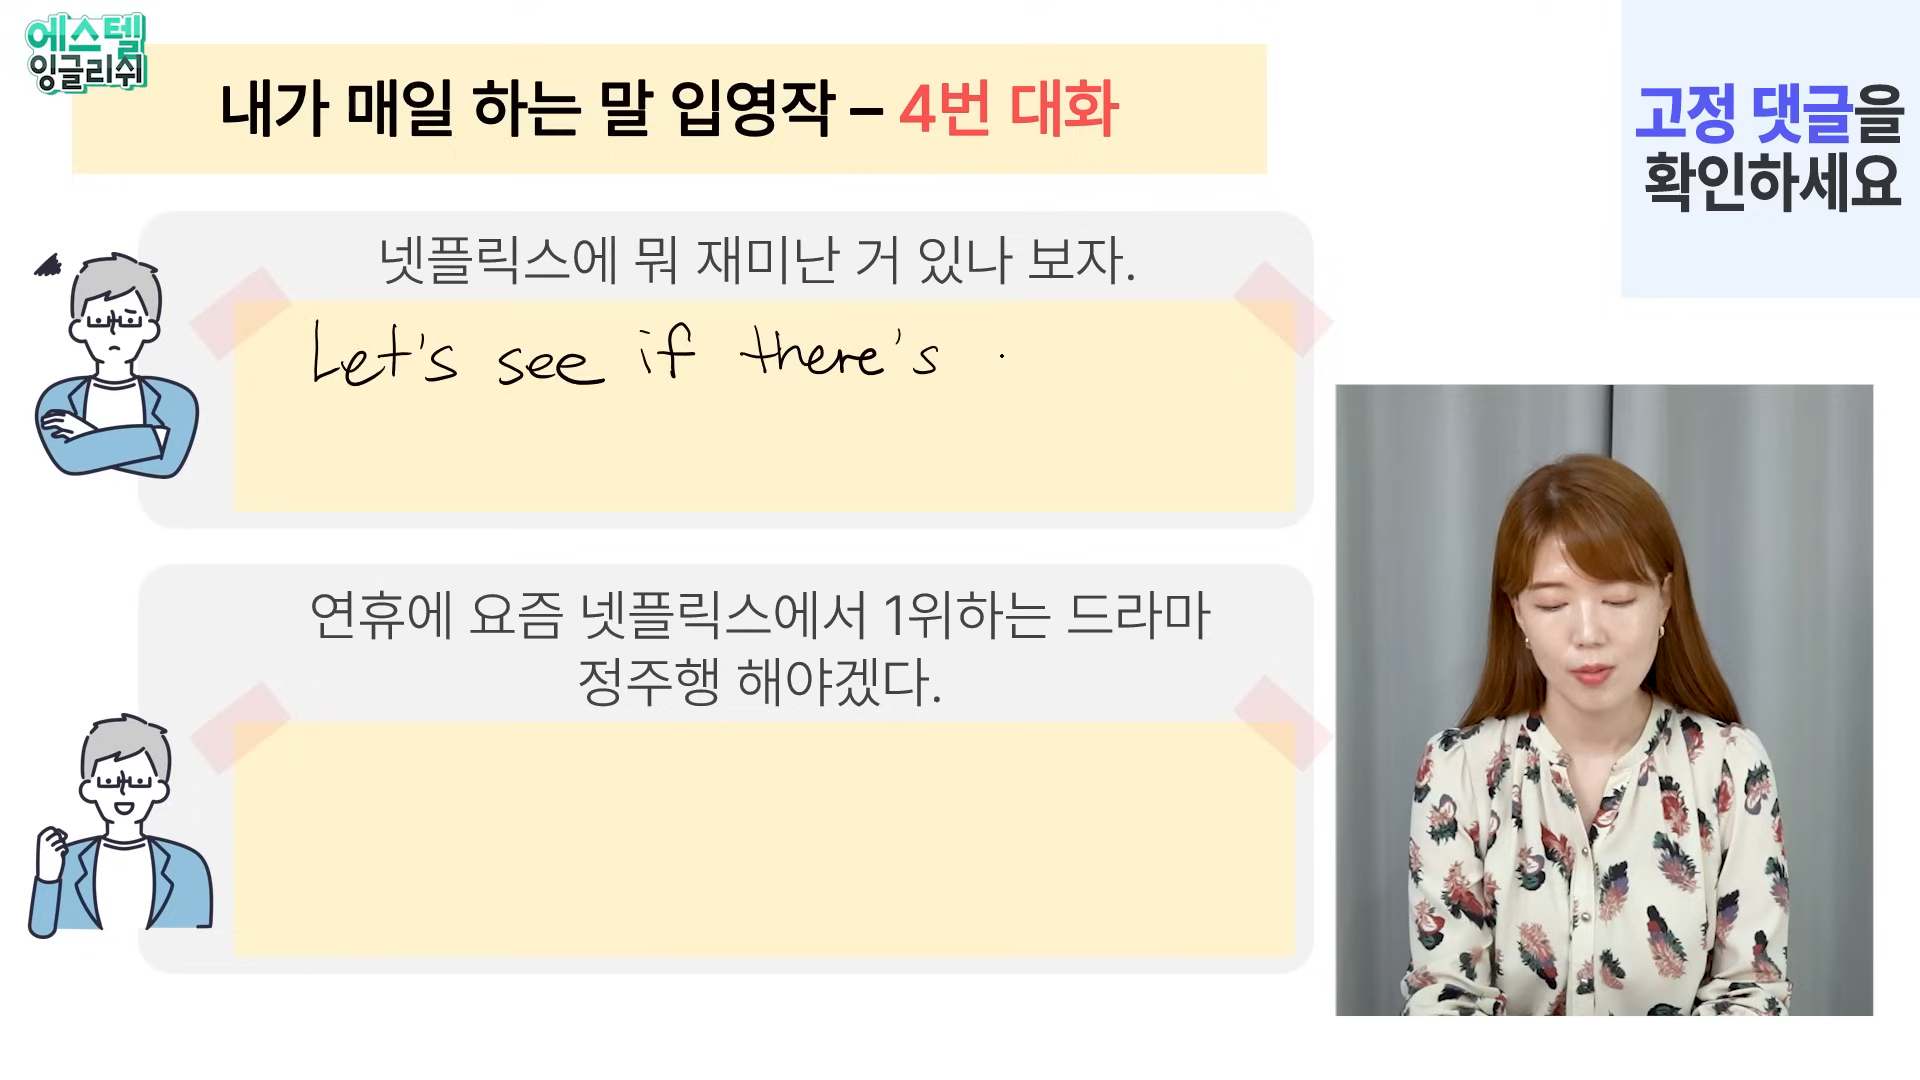 에스텔
잉글리쉬
내가 매일 하는 말 입영작 – 4번 대화
고정 댓글을
확인하세요
넷플릭스에 뭐 재미난 거 있나 보자.
Let's see if there's
연휴에 요즘 넷플릭스에서 1위하는 드라마
정주행 해야겠다.